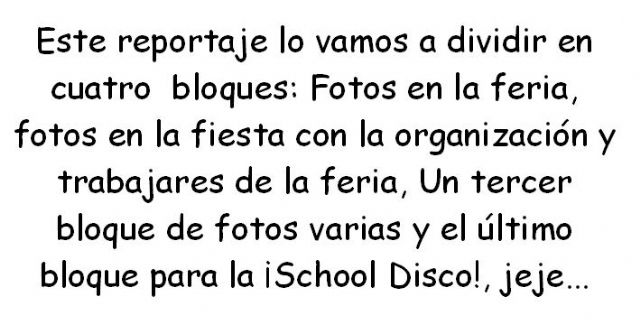 Este reportaje lo vamos a dividir en
cuatro bloques: Fotos en la feria,
fotos en la fiesta con la organización y
trabajares de la feria, Un tercer
bloque de fotos varias y el último
bloque para la ¡School Disco!, jeje...